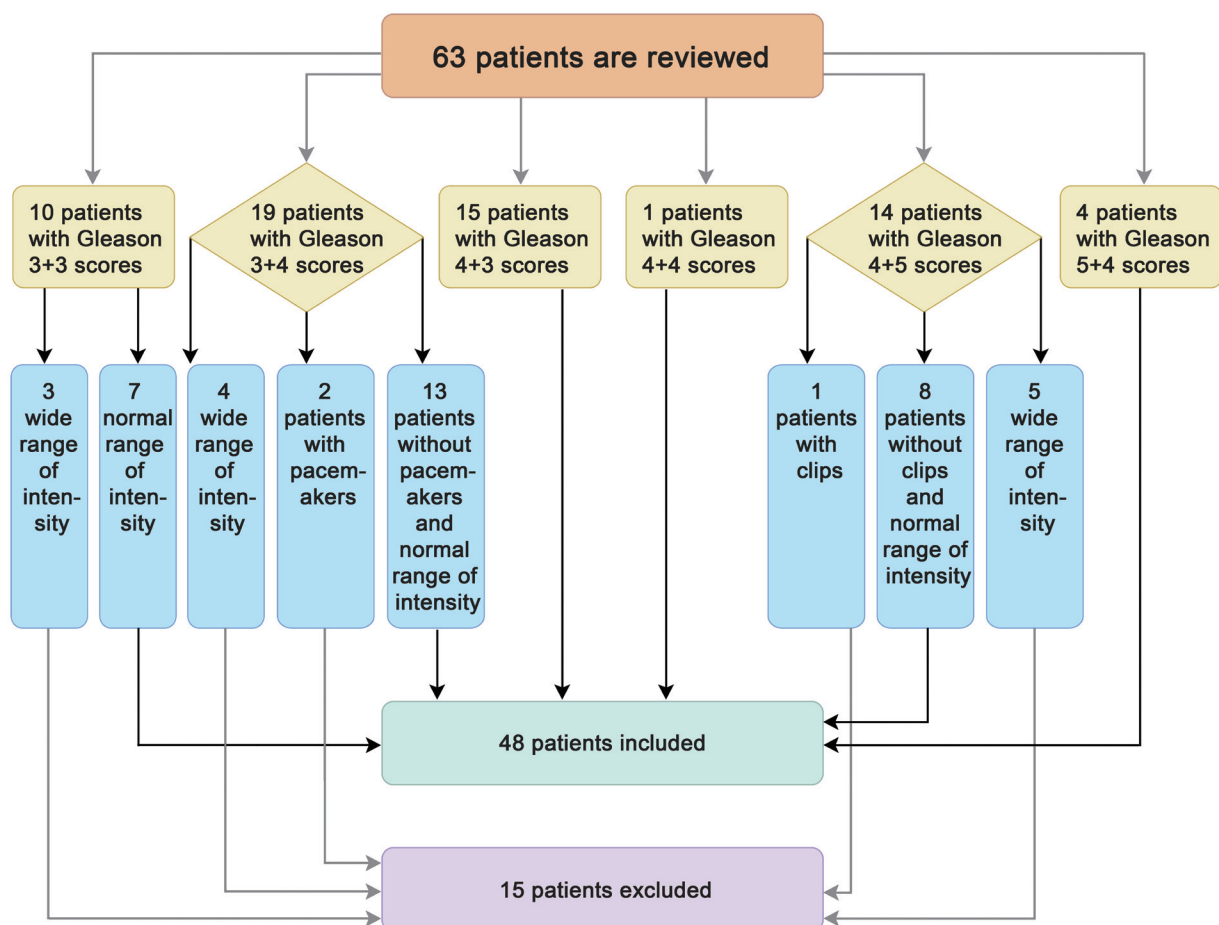 63 patients are reviewed
10 patients
with Gleason
3+3 scores
19 patients
with Gleason
3+4 scores
15 patients
with Gleason
4+3 scores
1 patients
with Gleason
4+4 scores
14 patients
with Gleason
4+5 scores
4 patients
with Gleason
5+4 scores
3
wide
range
of
inten-
sity
7
normal
range
of
inten-
sity
4
wide
range
of
inten-
sity
2
patients
with
pacem-
akers
13
patients
without
pacem-
akers
and
normal
range of
intensity
1
patients
with
clips
8
patients
without
clips
and
normal
range of
intensity
5
wide
range
of
inten-
sity
48 patients included
15 patients excluded